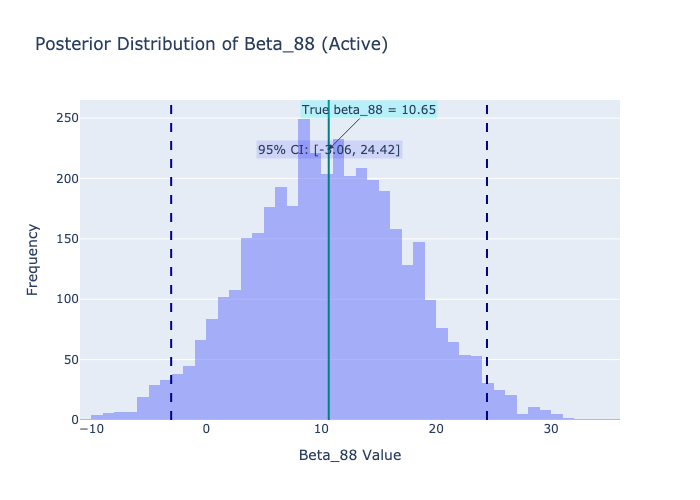 Posterior Distribution of Beta_88 (Active)
True beta_88 = 10.65
95% CI: [-3.06, 24.42]
250
200
150
100
50
0
Frequency
−10
0
10
20
30
Beta_88 Value